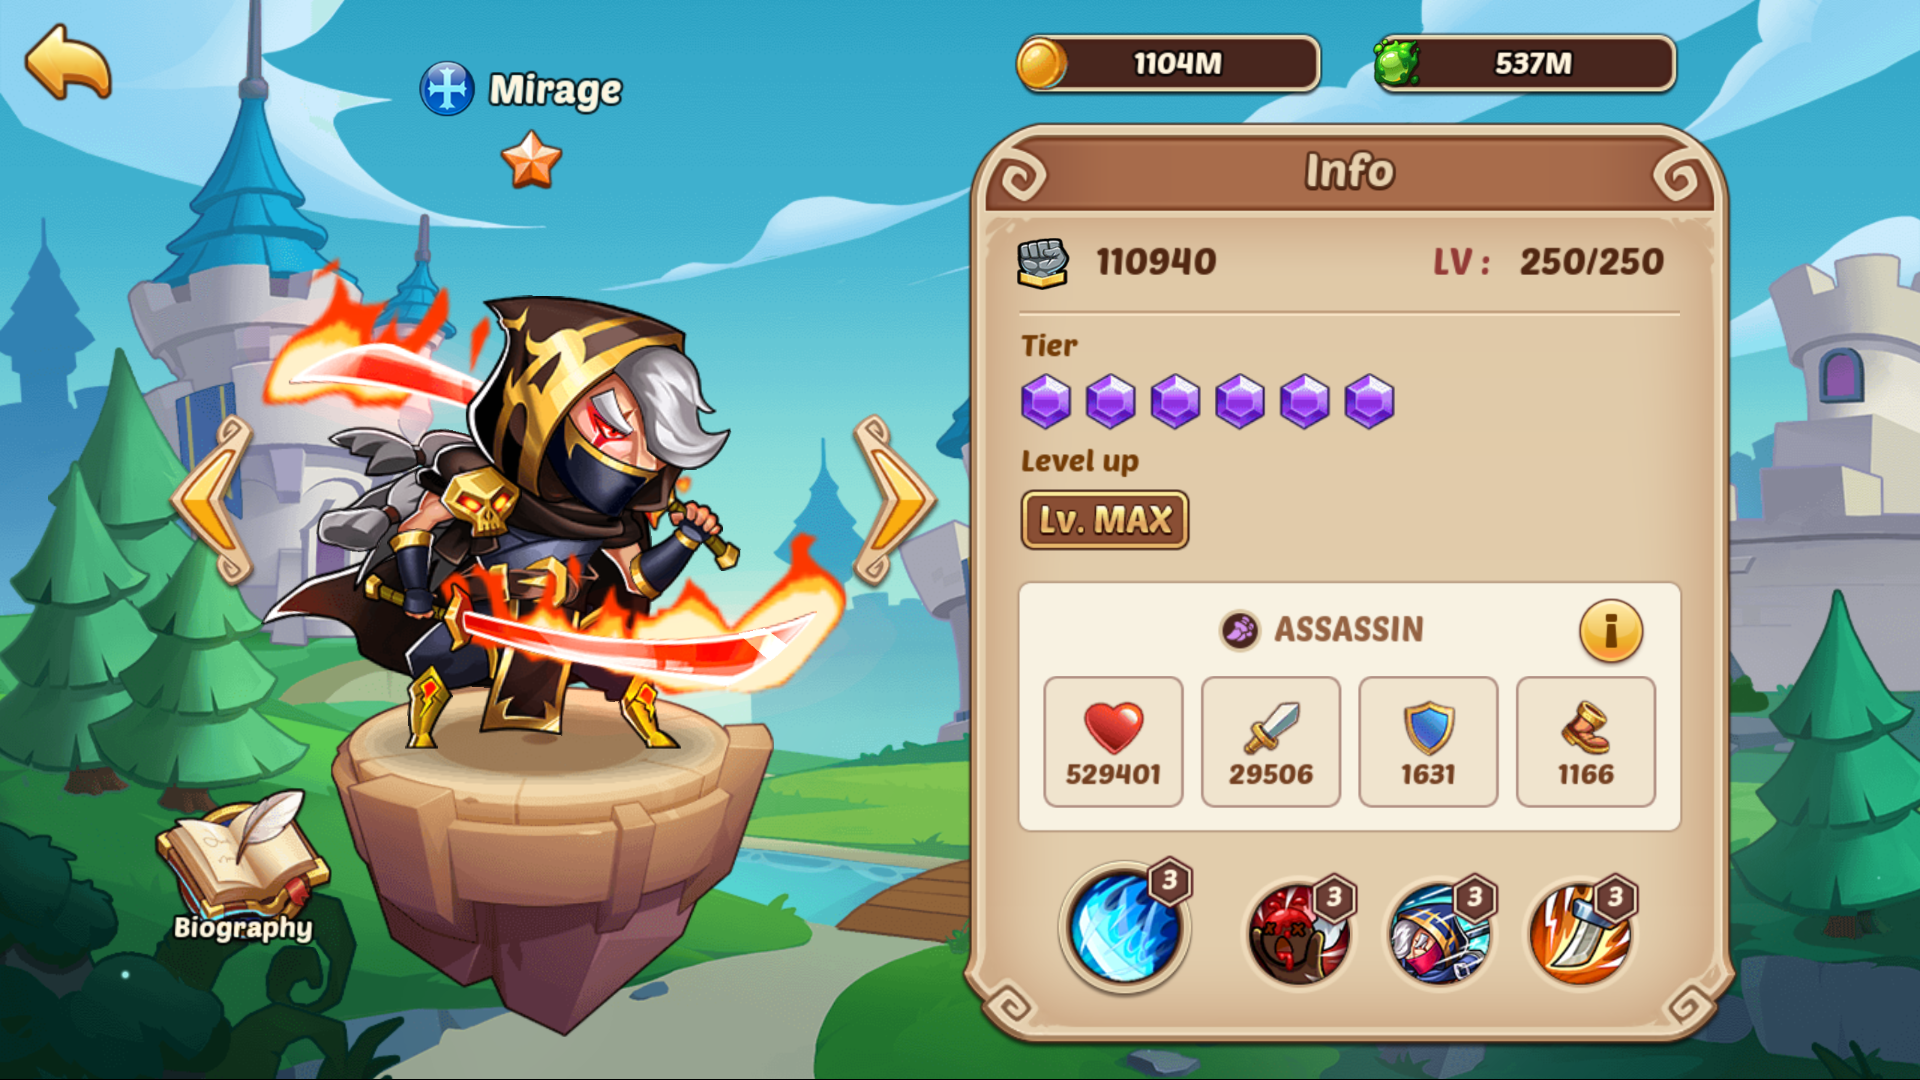 Mirage
1104M
537M
Info
110940
LV : 250/250
Tier
Level up
Lv. MAX
ASSASSIN
529401
29506
1631
1166
3
3
3
3
Biography